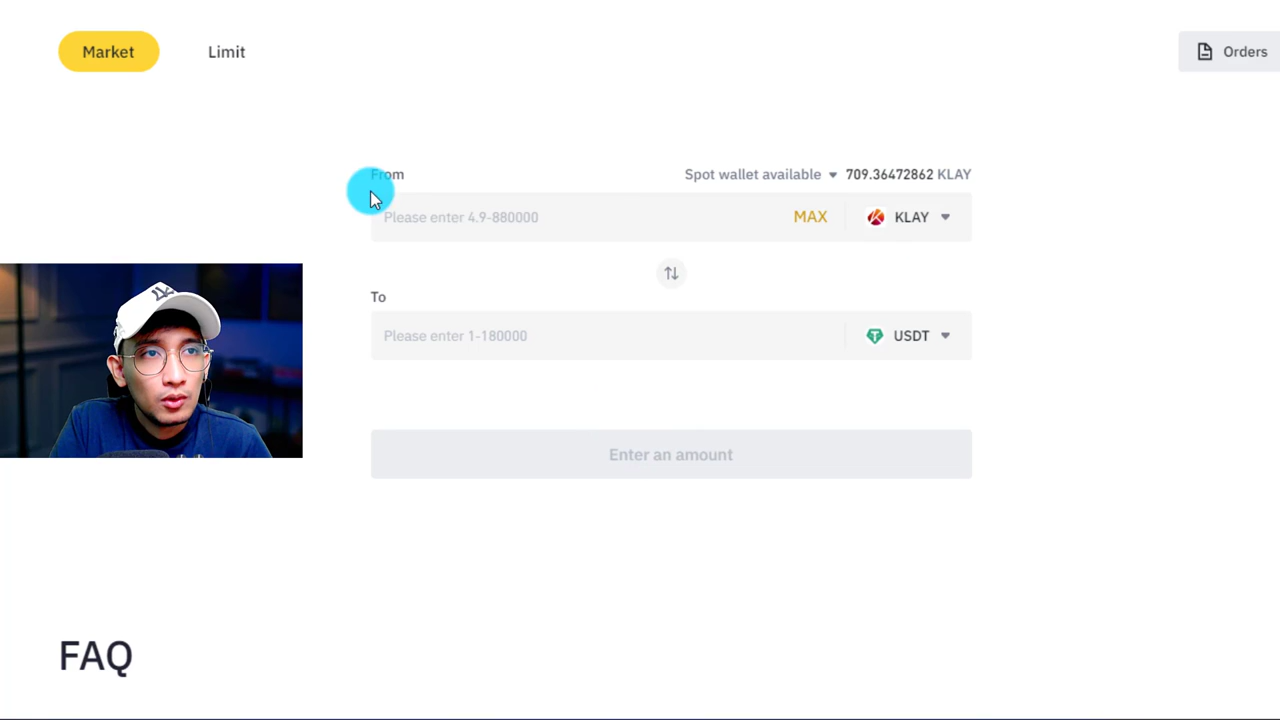 Market Limit Orders
From Spot wallet available 709.36472862 KLAY
Please enter 4.9-880000 MAX KLAY
To
Please enter 1-180000 USDT
Enter an amount
FAQ